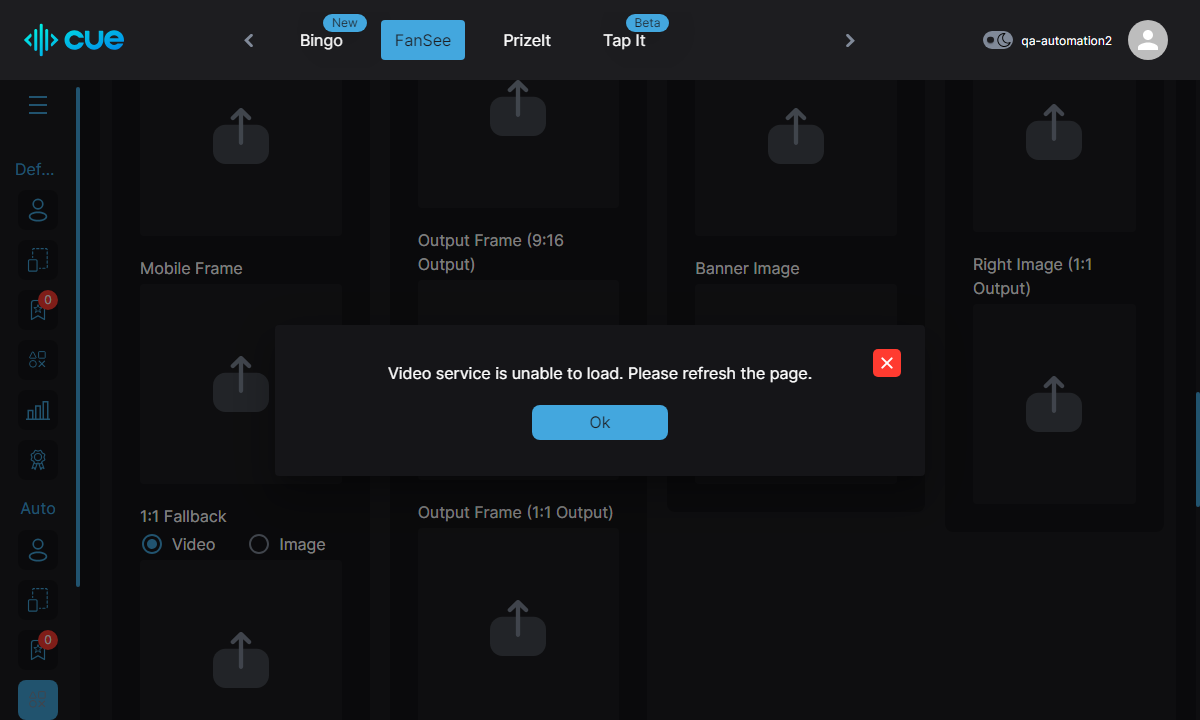 cue
New
Bingo
FanSee
PrizeIt
Beta
Tap It
qa-automation2
Def...
0
Auto
0
Mobile Frame
Output Frame (9:16
Output)
Banner Image
Right Image (1:1
Output)
Video service is unable to load. Please refresh the page.
Ok
1:1 Fallback
Video
Image
Output Frame (1:1 Output)